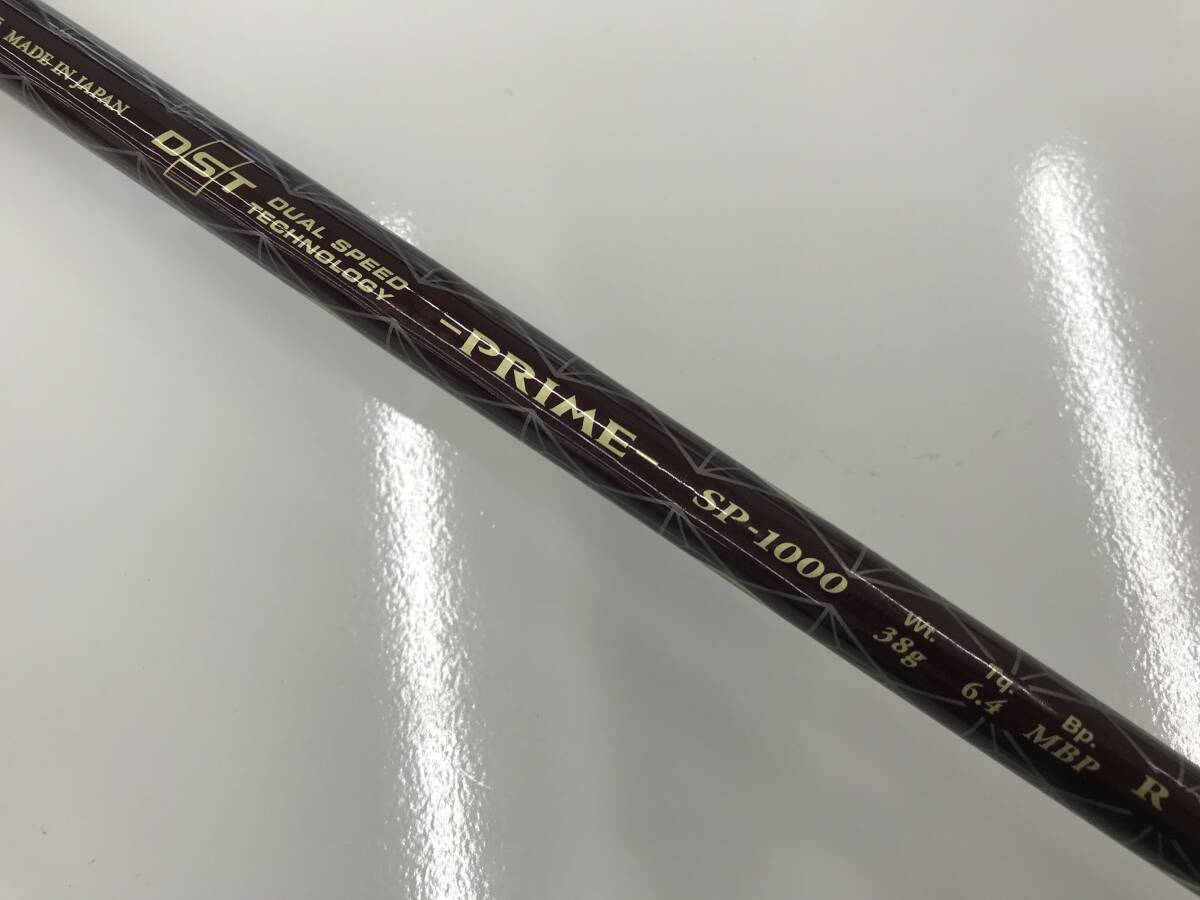 MADE IN JAPAN
DST
DUAL SPEED
TECHNOLOGY
-PRIME-
SP-1000
Wt.
38g
Tq.
6.4
Bp.
MBP
R